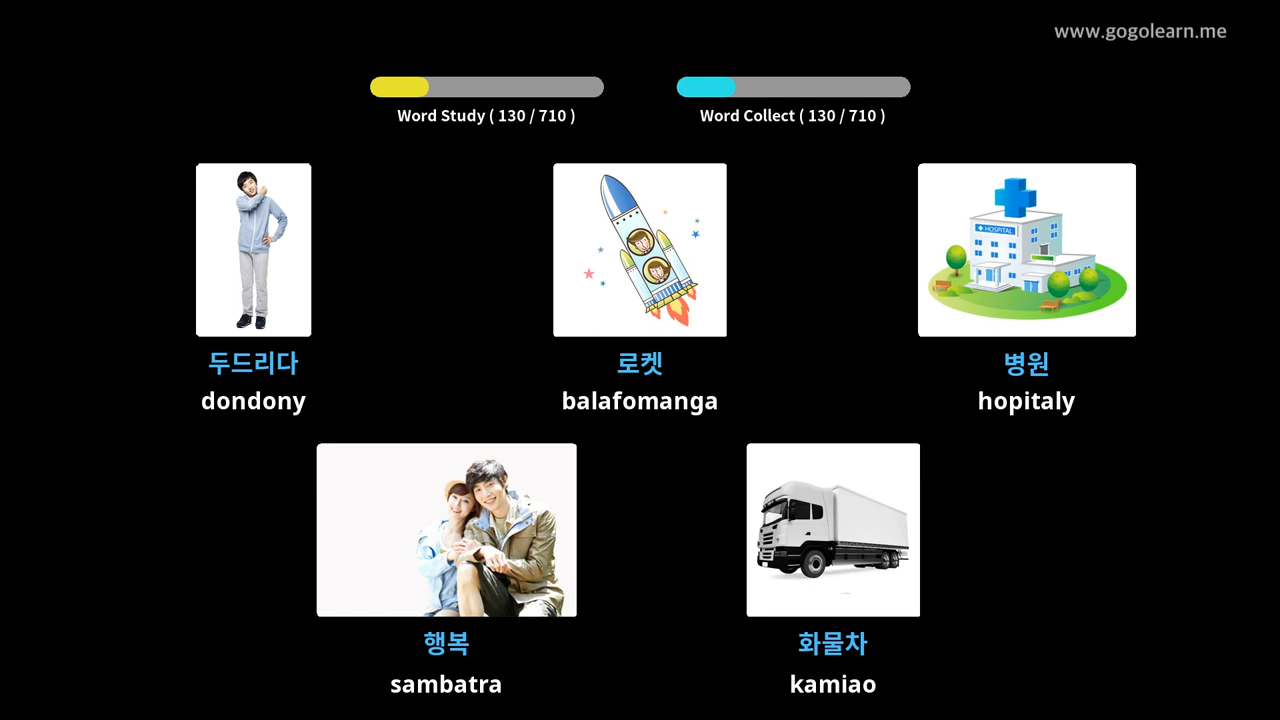 www.gogolearn.me
Word Study ( 130 / 710 )
Word Collect ( 130 / 710 )
HOSPITAL
두드리다
dondony
로켓
balafomanga
병원
hopitaly
행복
sambatra
화물차
kamiao